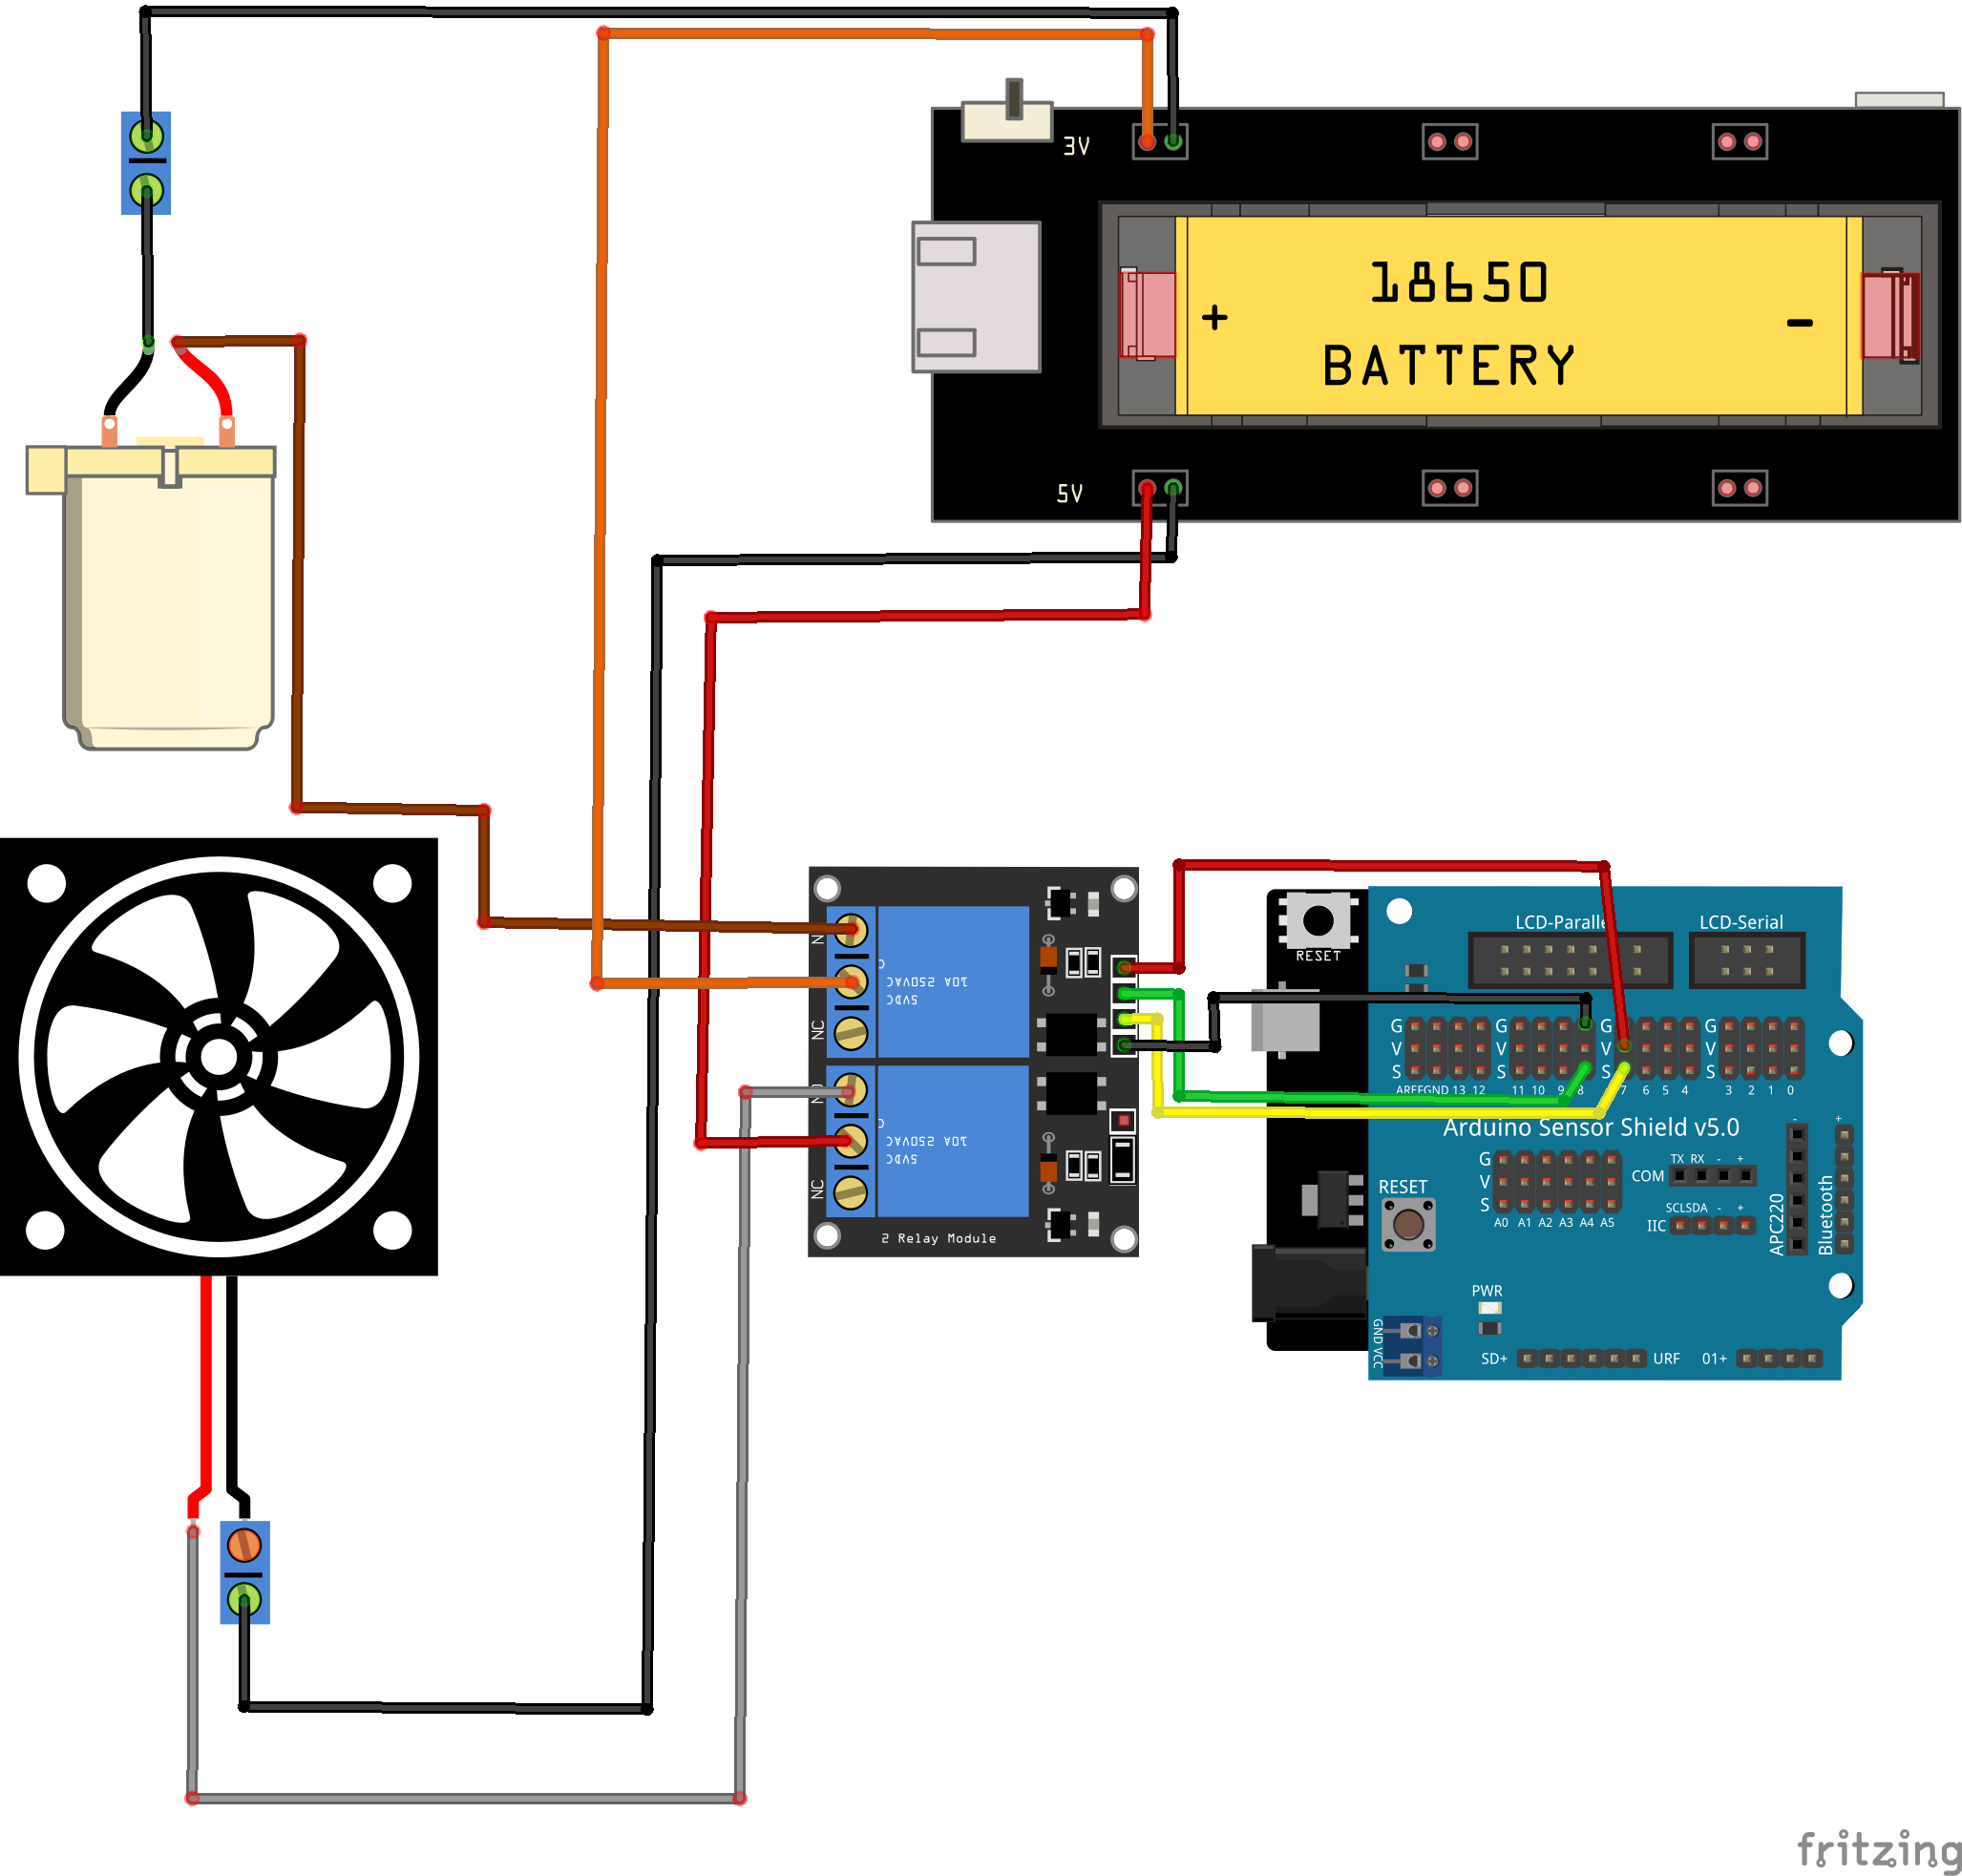 3V
18650
+ -
BATTERY
5V
N
10A 250VAC
5VDC
NC
10A 250VAC
5VDC
NC
2 Relay Module
RESET
LCD-Paralle
LCD-Serial
G G G G
V V V V
S S S S
AREFGND 13 12 11 10 9 8 7 6 5 4 3 2 1 0
Arduino Sensor Shield v5.0
- +
G
V
S
A0 A1 A2 A3 A4 A5
TX RX - +
COM
SCLSDA - +
IIC
APC220
Bluetooth
RESET
PWR
GND VCC
SD+
URF
01+
fritzing